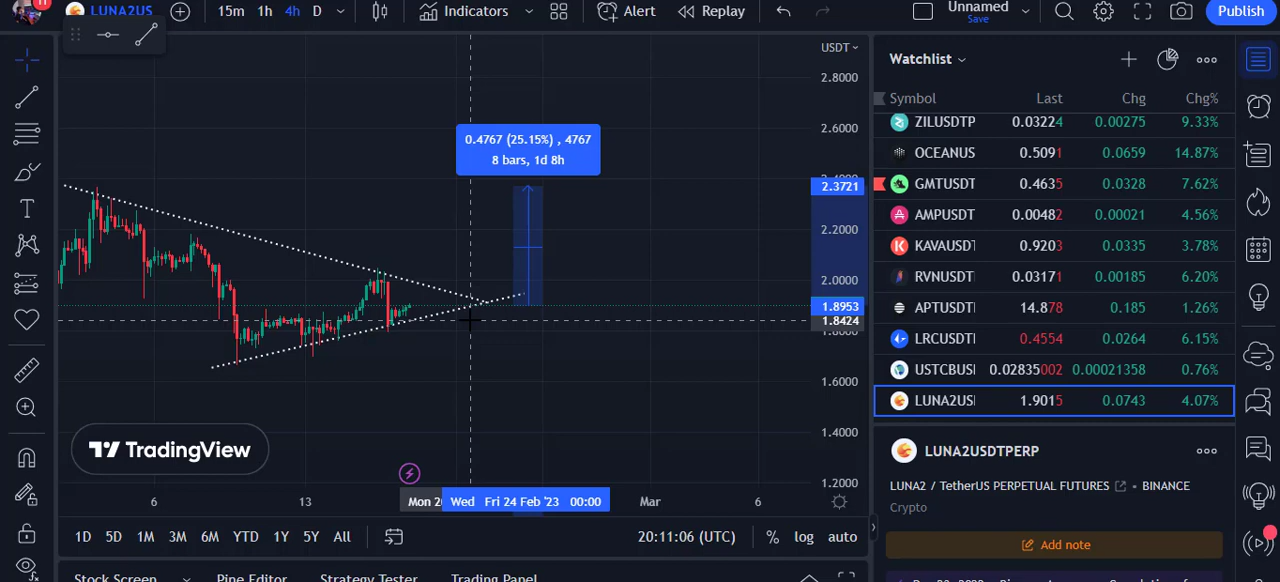 11
LUNA2US
15m 1h 4h D
Indicators
Alert
Replay
Unnamed
Save
Publish
USDT
2.8000
2.6000
2.3721
2.2000
2.0000
1.8953
1.8424
1.6000
1.4000
1.2000
0.4767 (25.15%) , 4767
8 bars, 1d 8h
TradingView
6 13 Mon 20 Wed Fri 24 Feb '23 00:00 Mar 6
1D 5D 1M 3M 6M YTD 1Y 5Y All
20:11:06 (UTC) % log auto
Stock Screen Pine Editor Strategy Tester Trading Panel
Watchlist
Symbol Last Chg Chg%
ZILUSDTP 0.03224 0.00275 9.33%
OCEANUS 0.5091 0.0659 14.87%
GMTUSDT 0.4635 0.0328 7.62%
AMPUSDT 0.00482 0.00021 4.56%
KAVAUSDT 0.9203 0.0335 3.78%
RVNUSDTI 0.03171 0.00185 6.20%
APTUSDTI 14.878 0.185 1.26%
LRCUSDTI 0.4554 0.0264 6.15%
USTCBUSI 0.02835002 0.00021358 0.76%
LUNA2USI 1.9015 0.0743 4.07%
LUNA2USDTPERP
LUNA2 / TetherUS PERPETUAL FUTURES • BINANCE
Crypto
Add note